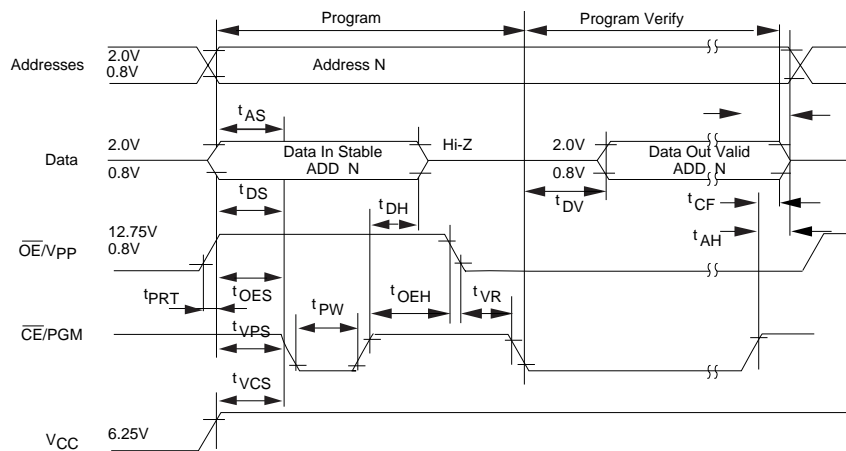 Program
Program Verify
Addresses
2.0V
0.8V
Address N
tAS
Data
2.0V
0.8V
Data In Stable
ADD N
Hi-Z
2.0V
0.8V
Data Out Valid
ADD N
tDS
tDH
tDV
tCF
tAH
OE/VPP
12.75V
0.8V
tPRT
tOES
tPW
tOEH
tVR
CE/PGM
tVPS
tVCS
VCC
6.25V